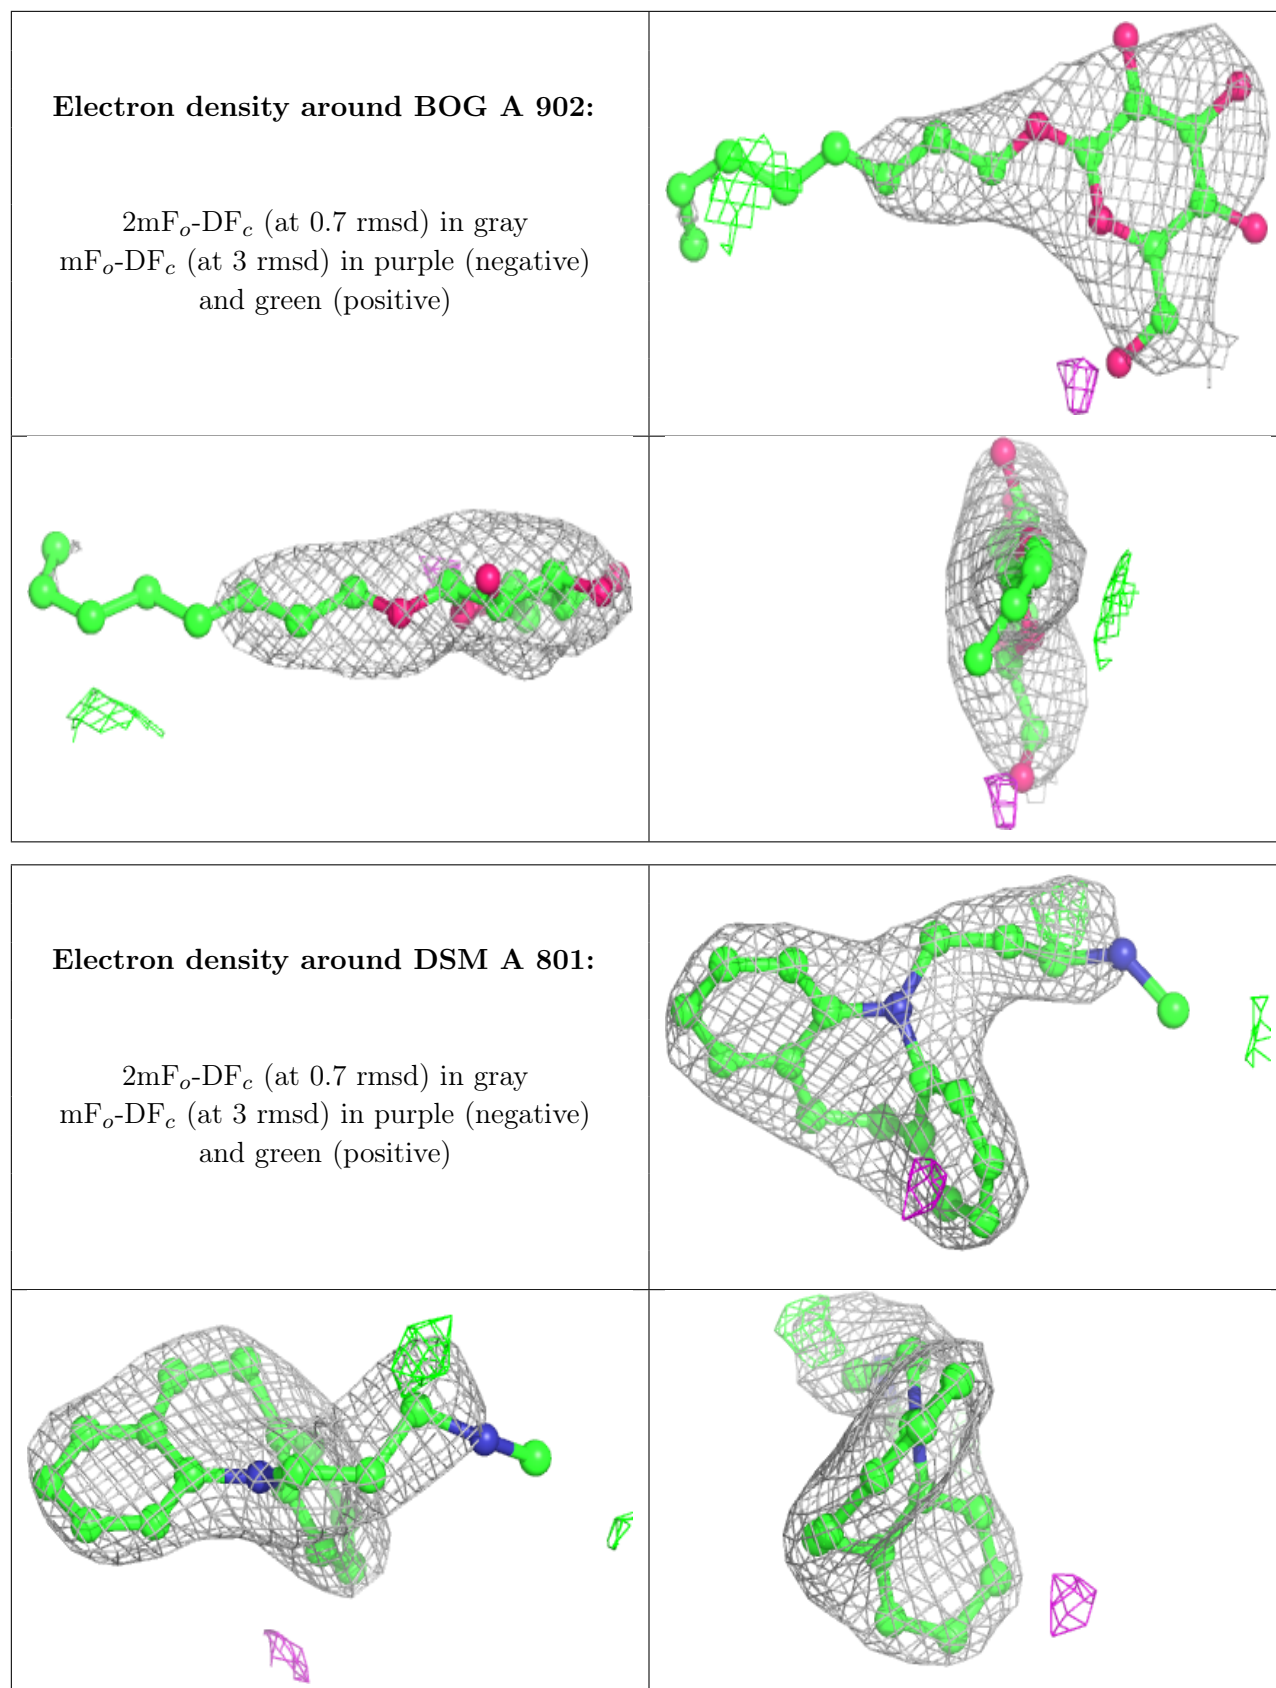 Electron density around BOG A 902:
2mFₒ-DF𝒸 (at 0.7 rmsd) in gray
mFₒ-DF𝒸 (at 3 rmsd) in purple (negative)
and green (positive)
Electron density around DSM A 801:
2mFₒ-DF𝒸 (at 0.7 rmsd) in gray
mFₒ-DF𝒸 (at 3 rmsd) in purple (negative)
and green (positive)